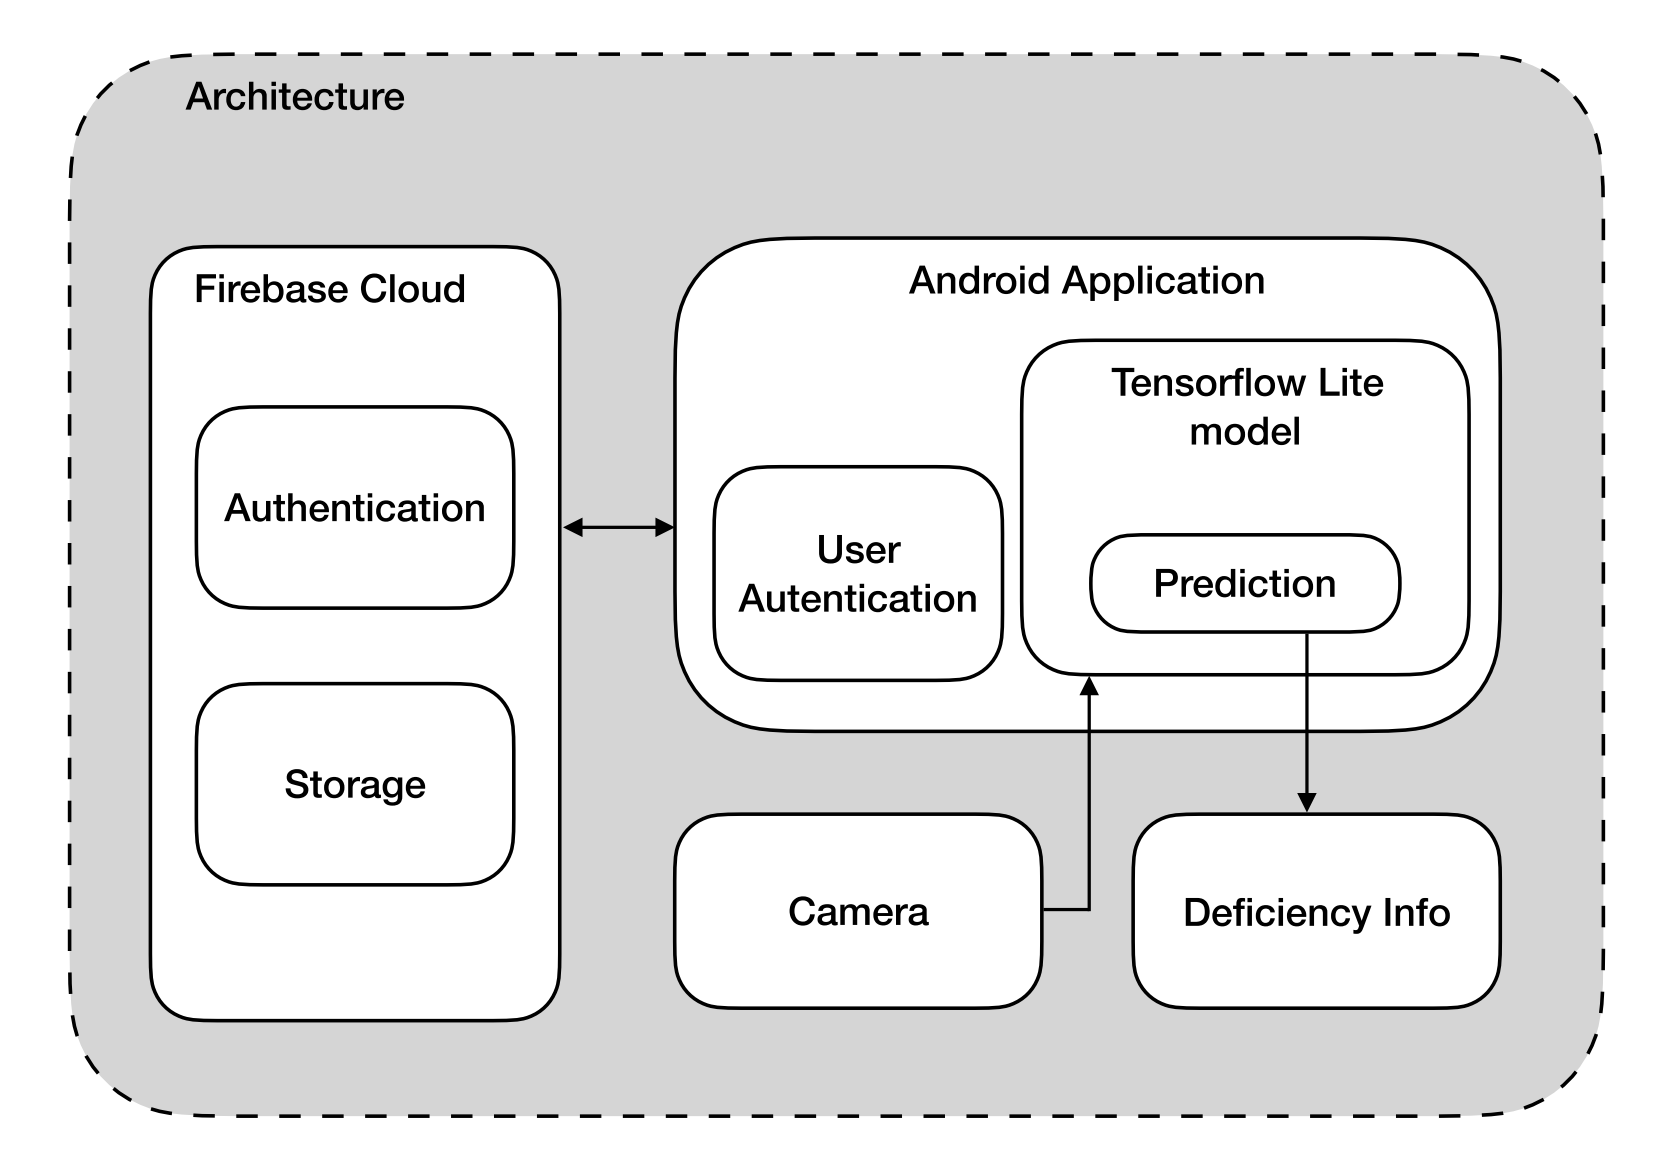 Architecture
Firebase Cloud
Authentication
Storage
Android Application
User
Autentication
Tensorflow Lite
model
Prediction
Camera
Deficiency Info